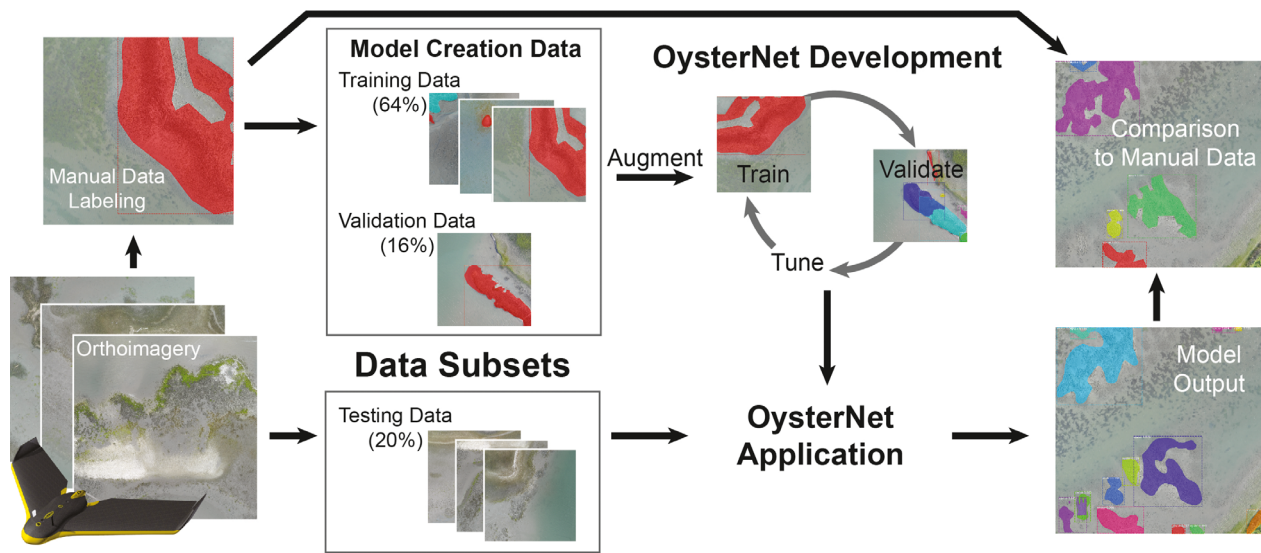 Manual Data
Labeling
Orthoimagery
Model Creation Data
Training Data
(64%)
Validation Data
(16%)
Data Subsets
Testing Data
(20%)
Augment
OysterNet Development
Train
Validate
Tune
OysterNet
Application
Model
Output
Comparison
to Manual Data